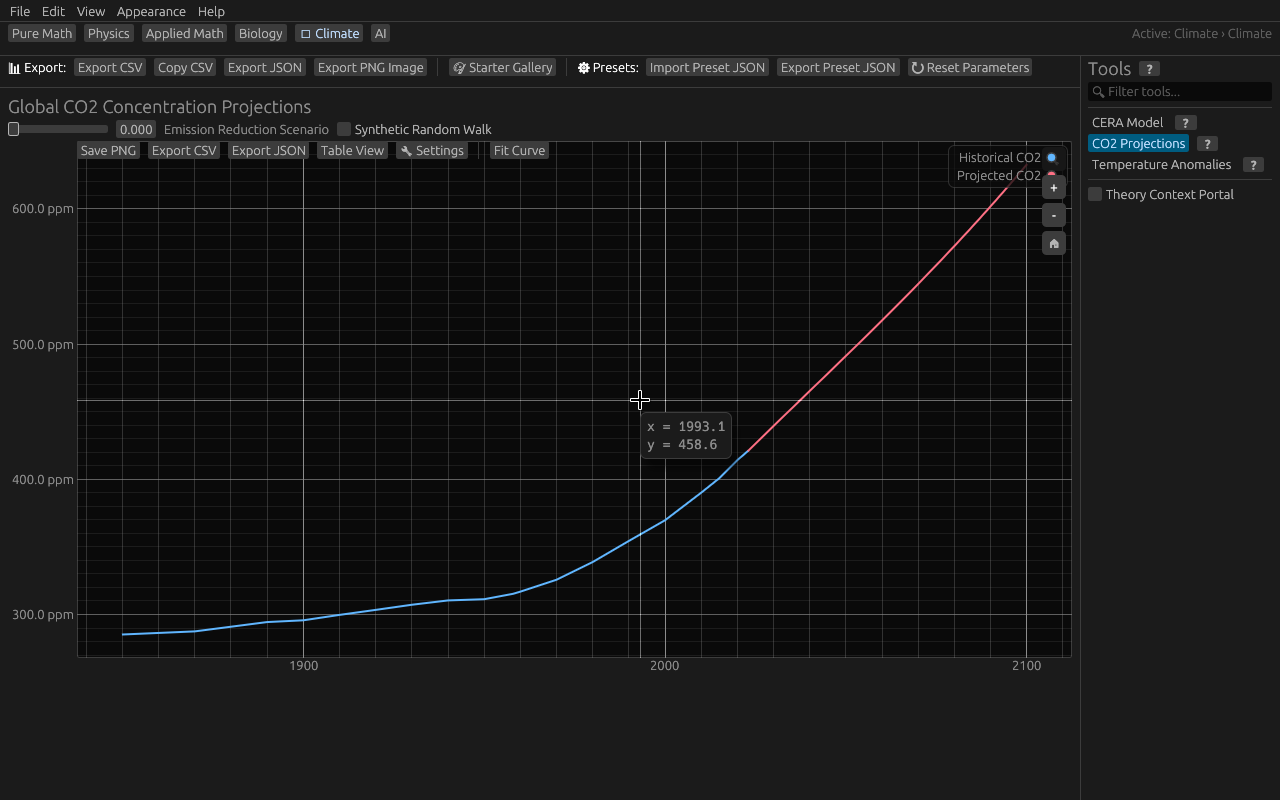 File Edit View Appearance Help
Pure Math Physics Applied Math Biology Climate AI Active: Climate › Climate
Export: Export CSV Copy CSV Export JSON Export PNG Image Starter Gallery Presets: Import Preset JSON Export Preset JSON Reset Parameters
Tools ?
Filter tools...
CERA Model ?
CO2 Projections ?
Temperature Anomalies ?
Theory Context Portal
Global CO2 Concentration Projections
0.000 Emission Reduction Scenario Synthetic Random Walk
Save PNG Export CSV Export JSON Table View Settings Fit Curve
Historical CO2
Projected CO2
+
-
600.0 ppm
500.0 ppm
400.0 ppm
300.0 ppm
x = 1993.1
y = 458.6
1900 2000 2100